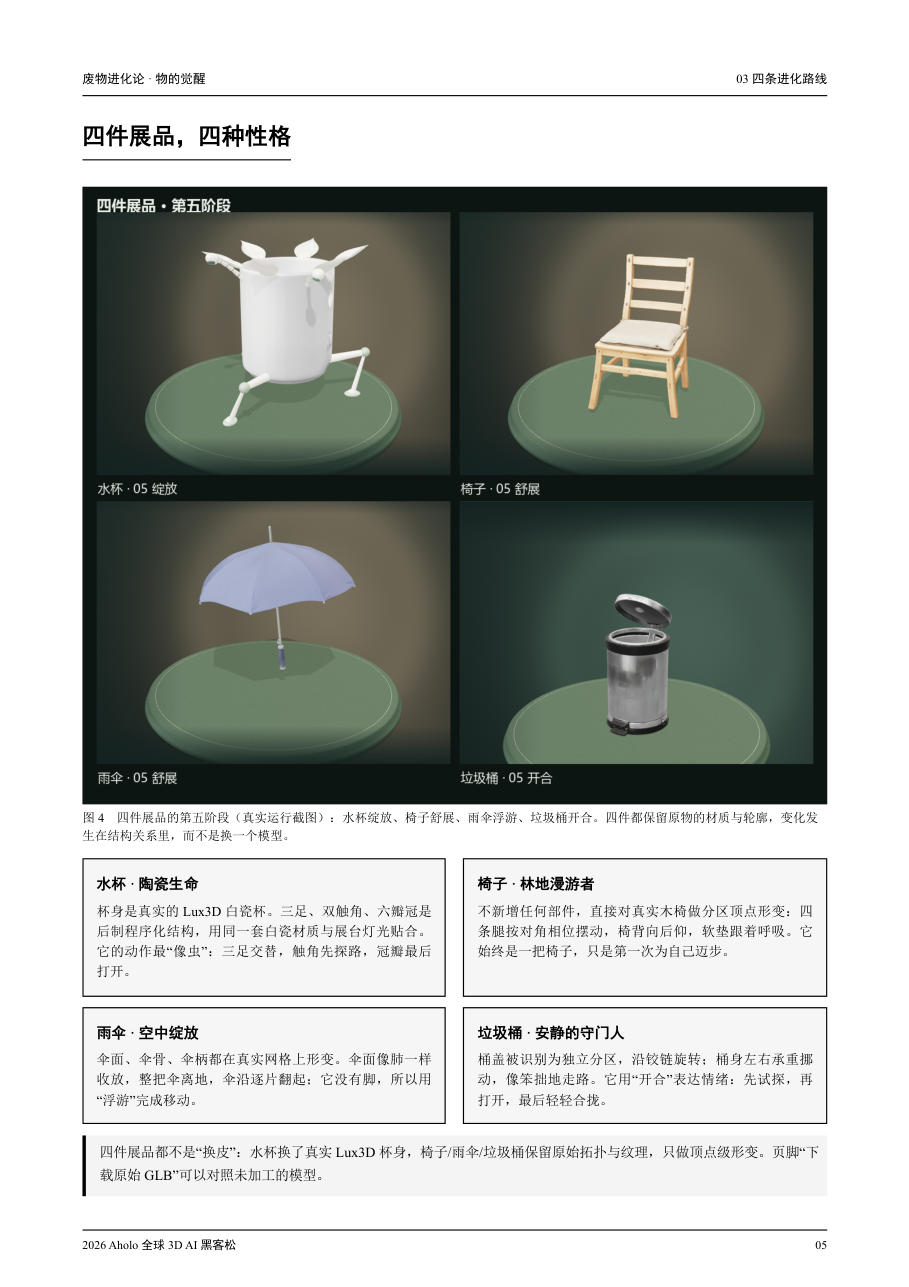 废物进化论 · 物的觉醒
03 四条进化路线
四件展品，四种性格
四件展品 · 第五阶段
水杯 · 05 绽放
椅子 · 05 舒展
雨伞 · 05 舒展
垃圾桶 · 05 开合
图 4　四件展品的第五阶段（真实运行截图）：水杯绽放、椅子舒展、雨伞浮游、垃圾桶开合。四件都保留原物的材质与轮廓，变化发
生在结构关系里，而不是换一个模型。
水杯 · 陶瓷生命
杯身是真实的 Lux3D 白瓷杯。三足、双触角、六瓣冠是
后制程序化结构，用同一套白瓷材质与展台灯光贴合。
它的动作最“像虫”：三足交替，触角先探路，冠瓣最后
打开。
椅子 · 林地漫游者
不新增任何部件，直接对真实木椅做分区顶点形变：四
条腿按对角相位摆动，椅背向后仰，软垫跟着呼吸。它
始终是一把椅子，只是第一次为自己迈步。
雨伞 · 空中绽放
伞面、伞骨、伞柄都在真实网格上形变。伞面像肺一样
收放，整把伞离地，伞沿逐片翻起；它没有脚，所以用
“浮游”完成移动。
垃圾桶 · 安静的守门人
桶盖被识别为独立分区，沿铰链旋转；桶身左右承重挪
动，像笨拙地走路。它用“开合”表达情绪：先试探，再
打开，最后轻轻合拢。
四件展品都不是“换皮”：水杯换了真实 Lux3D 杯身，椅子/雨伞/垃圾桶保留原始拓扑与纹理，只做顶点级形变。页脚“下
载原始 GLB”可以对照未加工的模型。
2026 Aholo 全球 3D AI 黑客松
05